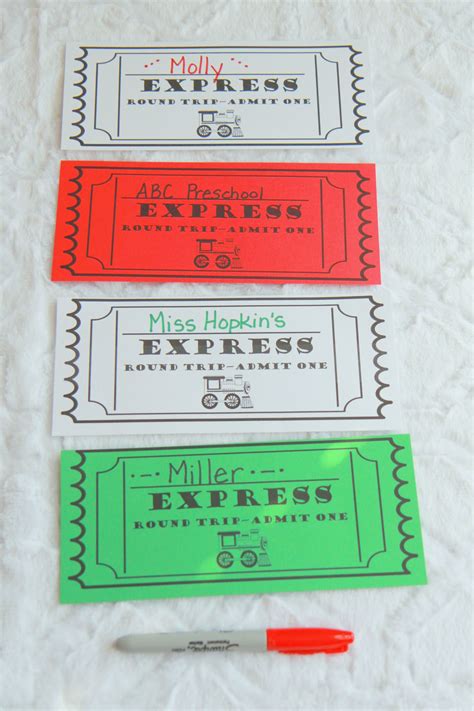 Molly
EXPRESS
ROUND TRIP–ADMIT ONE
ABC Preschool
EXPRESS
ROUND TRIP–ADMIT ONE
Miss Hopkin's
EXPRESS
ROUND TRIP–ADMIT ONE
·–· Miller ·–·
EXPRESS
ROUND TRIP–ADMIT ONE
Sharpie